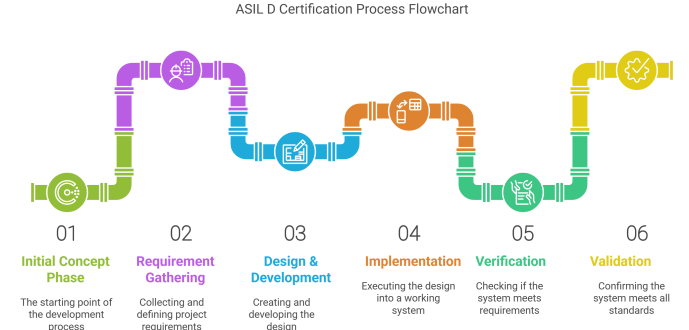 ASIL D Certification Process Flowchart
01
02
03
04
05
06
Initial Concept
Phase
Requirement
Gathering
Design &
Development
Implementation
Verification
Validation
The starting point of
the development
process
Collecting and
defining project
requirements
Creating and
developing the
design
Executing the design
into a working
system
Checking if the
system meets
requirements
Confirming the
system meets all
standards